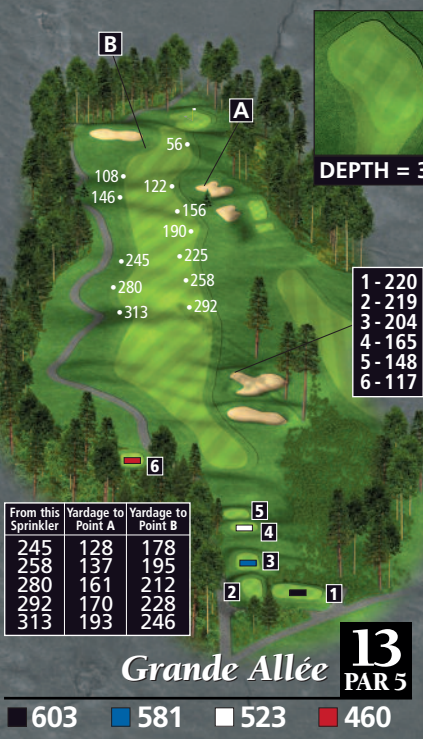 B
A
56
DEPTH = 3
108
122
146
156
190
245
225
280
258
313
292
1 - 220
2 - 219
3 - 204
4 - 165
5 - 148
6 - 117
6
5
4
3
2
1
From this Sprinkler | Yardage to Point A | Yardage to Point B
245 128 178
258 137 195
280 161 212
292 170 228
313 193 246
Grande Allée
13
PAR 5
603 581 523 460